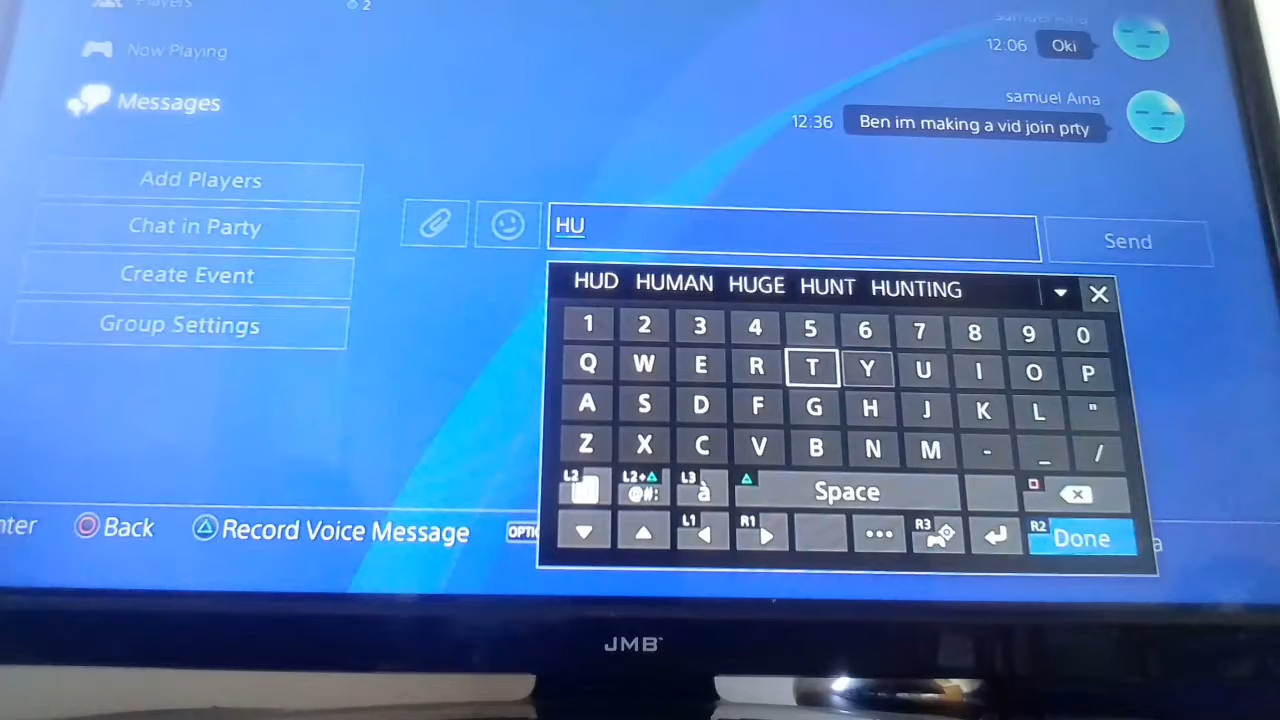 Players
2
Now Playing
Messages
Add Players
Chat in Party
Create Event
Group Settings
samuel Aina
12:06 Oki
samuel Aina
12:36 Ben im making a vid join prty
HU
Send
HUD HUMAN HUGE HUNT HUNTING
1 2 3 4 5 6 7 8 9 0
Q W E R T Y U I O P
A S D F G H J K L "
Z X C V B N M - _ /
L2 L2+△ @#: L3 à △ Space □
L1 R1 ... R3 R2 Done
Back
Record Voice Message
JMB